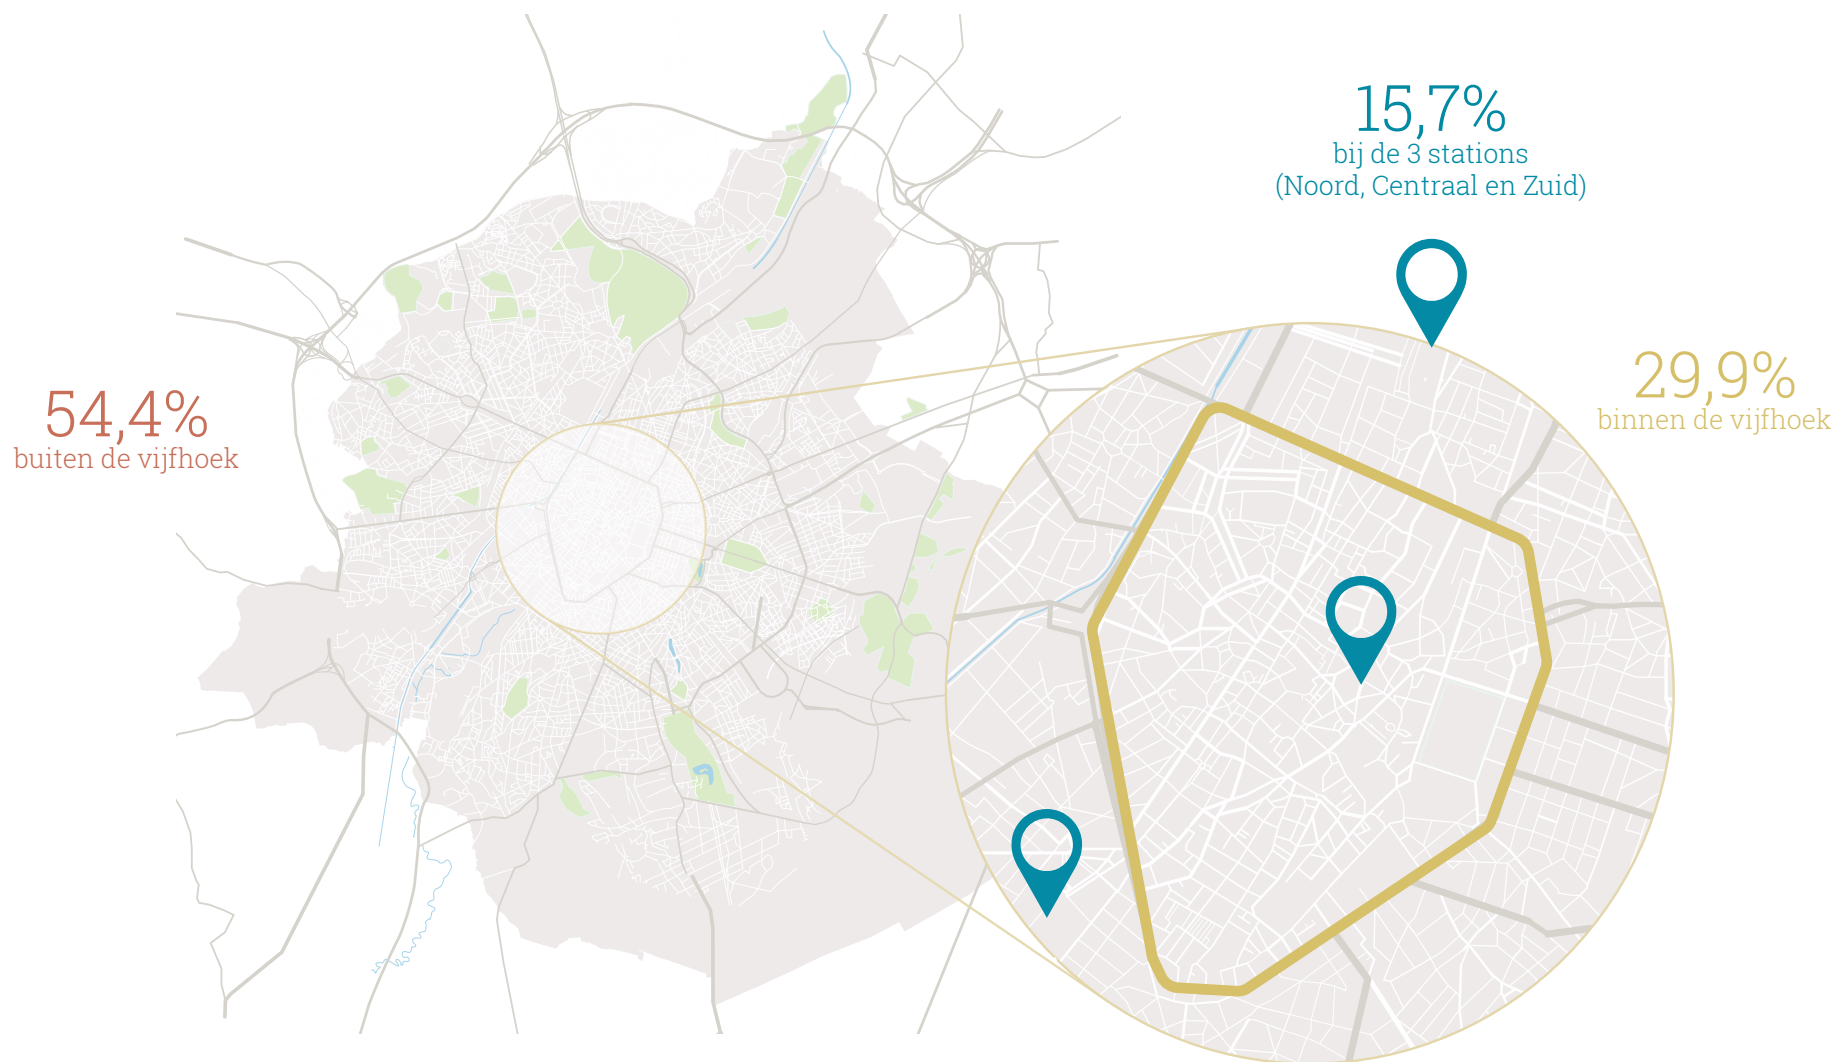 15,7%
bij de 3 stations
(Noord, Centraal en Zuid)
29,9%
binnen de vijfhoek
54,4%
buiten de vijfhoek